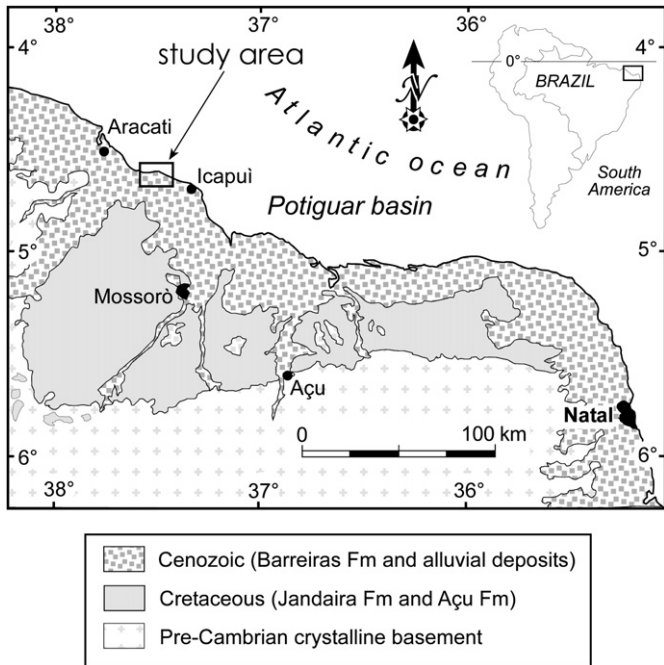 38°
37°
36°
4°
4°
study area
0°
BRAZIL
Aracati
N
Atlantic ocean
South
America
Icapuì
Potiguar basin
5°
5°
Mossorò
Açu
Natal
0
100 km
6°
6°
38°
37°
36°
Cenozoic (Barreiras Fm and alluvial deposits)
Cretaceous (Jandaira Fm and Açu Fm)
Pre-Cambrian crystalline basement